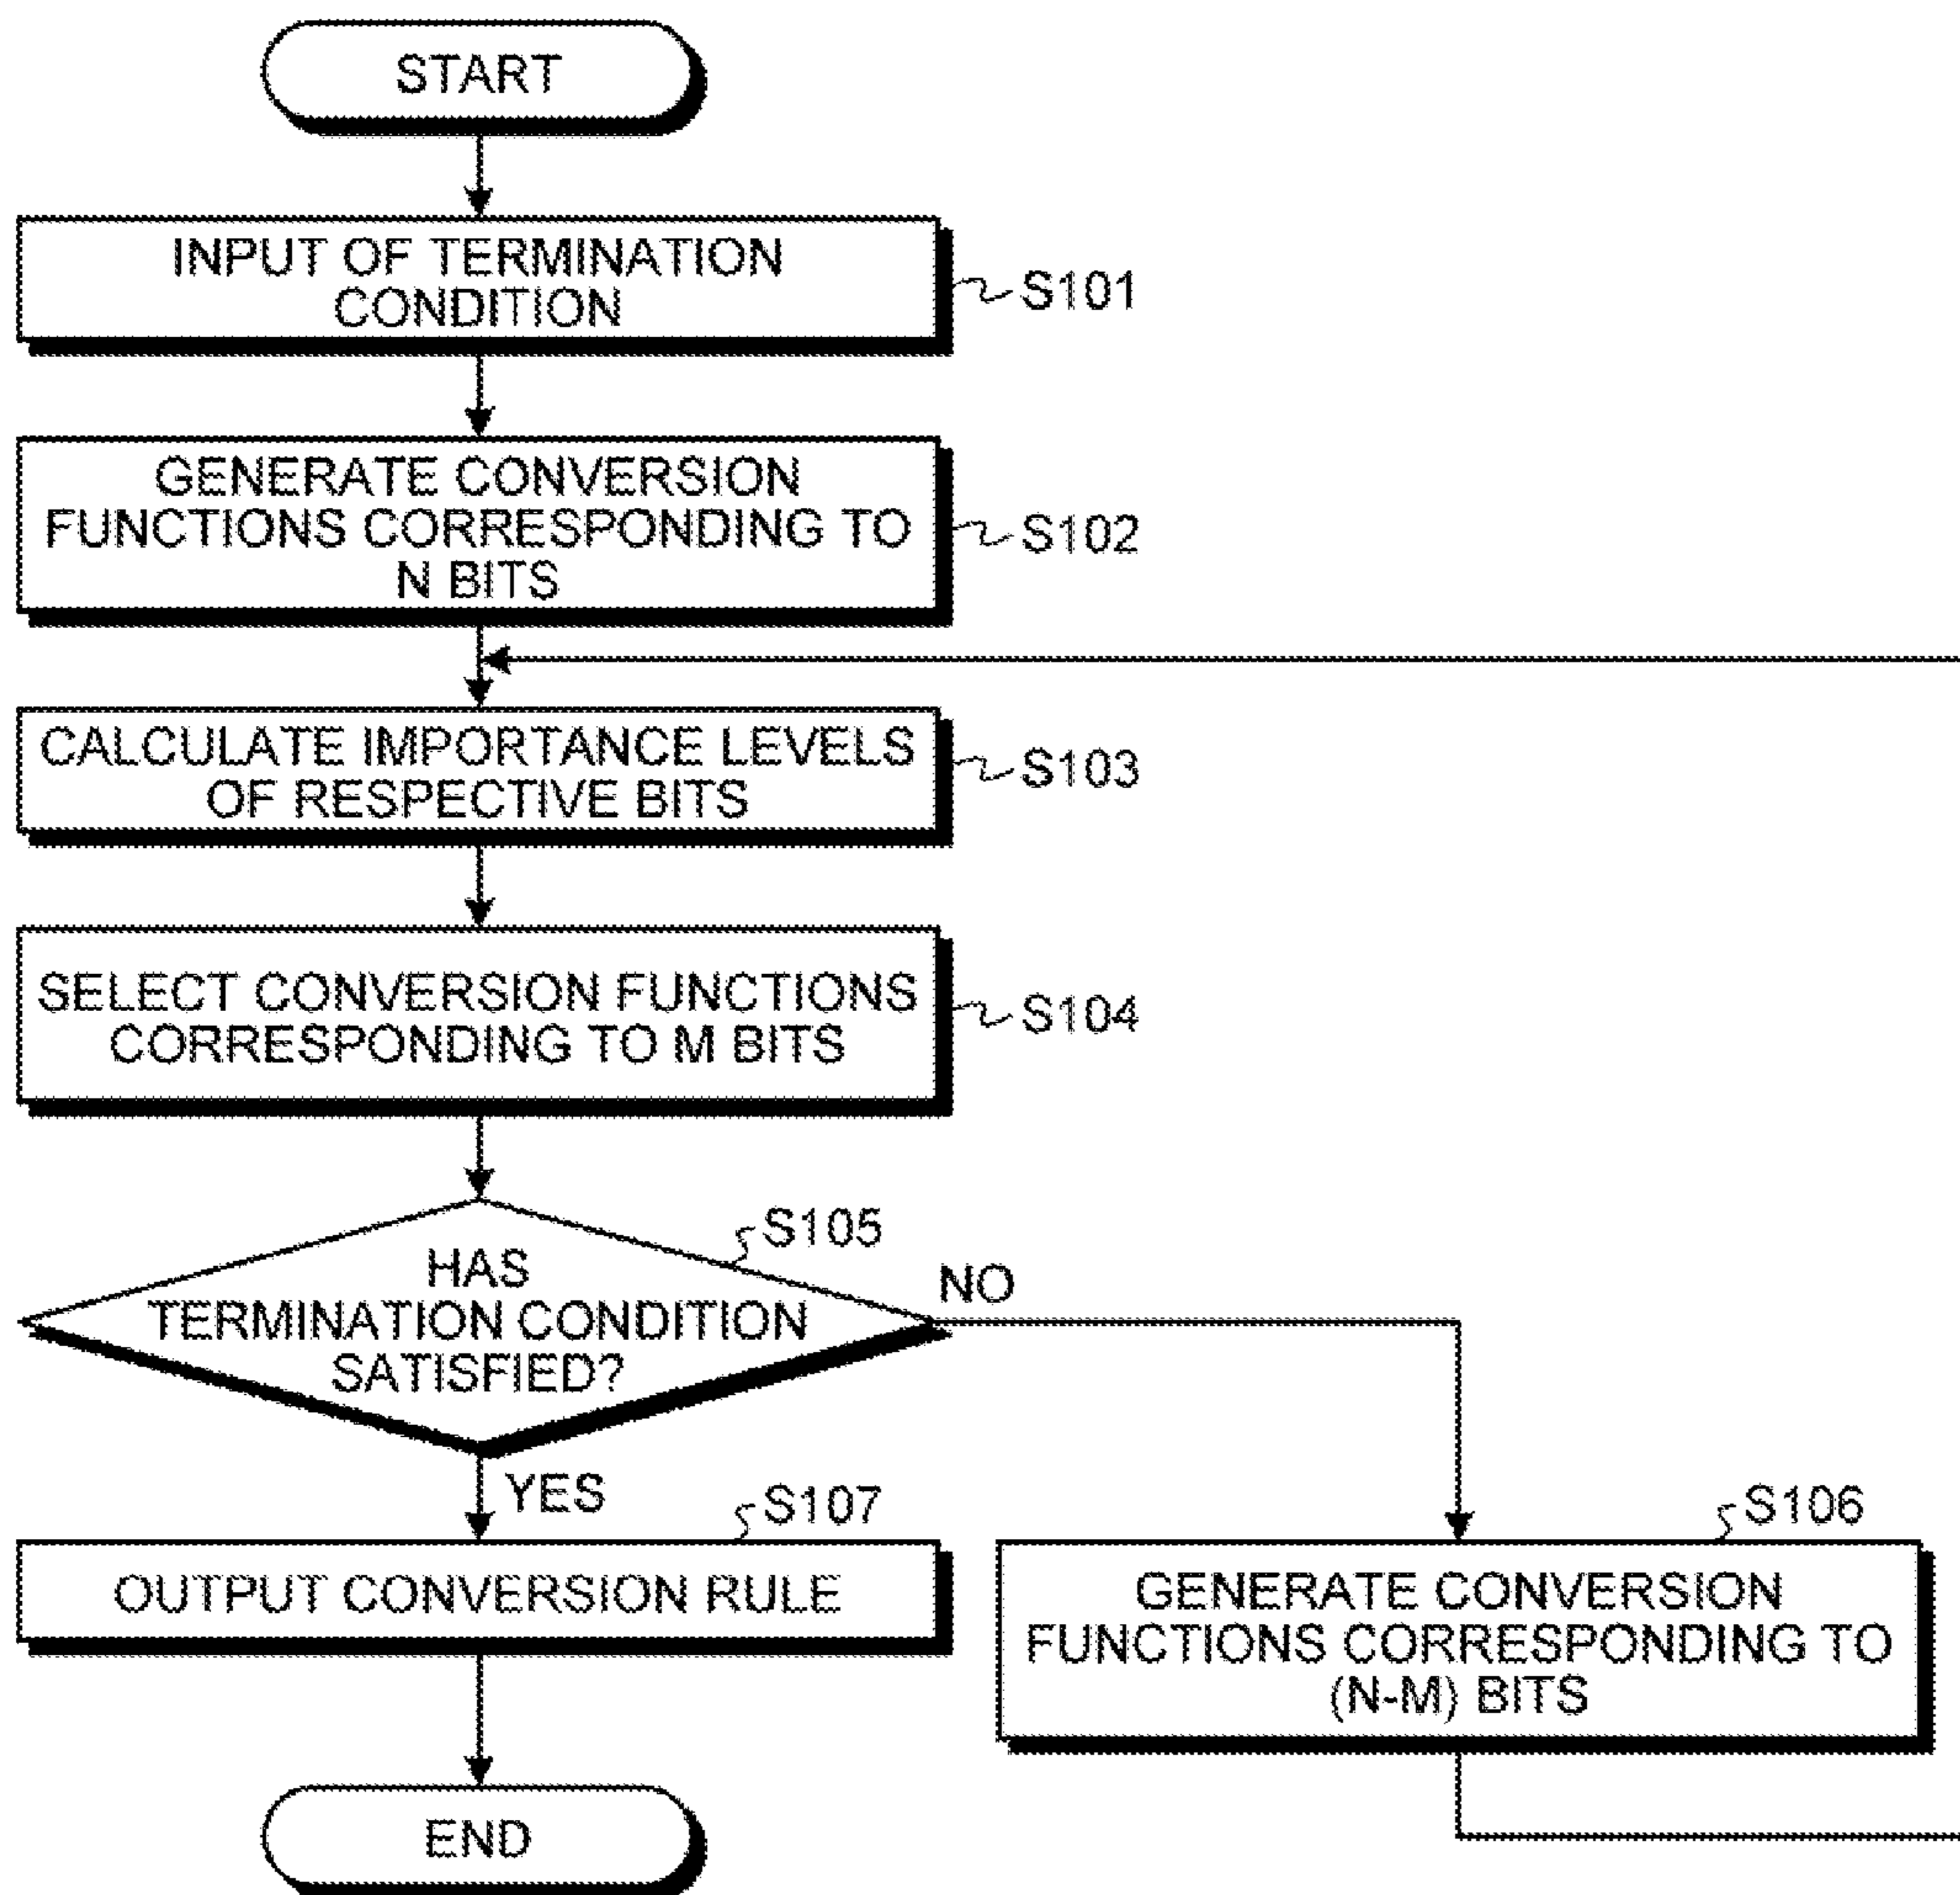 START
INPUT OF TERMINATION
CONDITION
S101
GENERATE CONVERSION
FUNCTIONS CORRESPONDING TO
N BITS
S102
CALCULATE IMPORTANCE LEVELS
OF RESPECTIVE BITS
S103
SELECT CONVERSION FUNCTIONS
CORRESPONDING TO M BITS
S104
S105
HAS
TERMINATION CONDITION
SATISFIED?
NO
YES
S107
OUTPUT CONVERSION RULE
S106
GENERATE CONVERSION
FUNCTIONS CORRESPONDING TO
(N-M) BITS
END